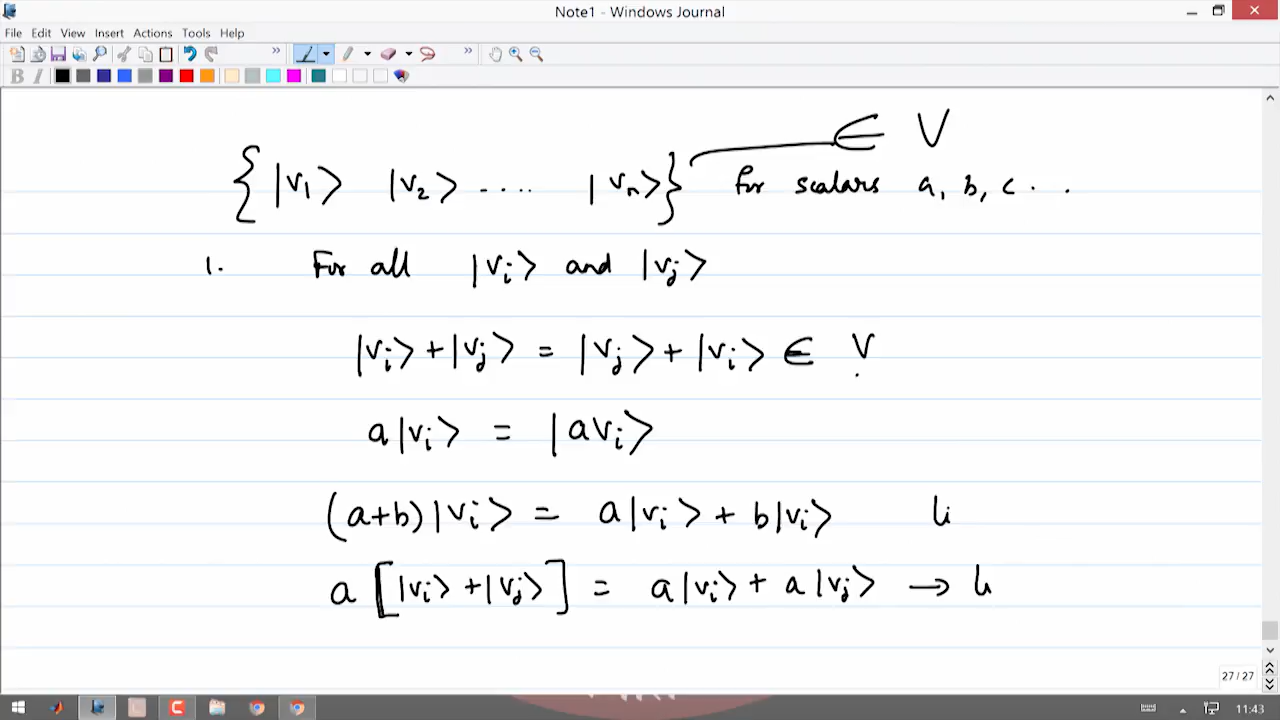 Note1 - Windows Journal
File Edit View Insert Actions Tools Help
B I
∈ V
{|v₁⟩ |v₂⟩ ..... |vₙ⟩} for scalars a, b, c . .
1. For all |vᵢ⟩ and |vⱼ⟩
|vᵢ⟩ + |vⱼ⟩ = |vⱼ⟩ + |vᵢ⟩ ∈ V
a|vᵢ⟩ = |avᵢ⟩
(a+b)|vᵢ⟩ = a|vᵢ⟩ + b|vᵢ⟩ li
a[|vᵢ⟩ + |vⱼ⟩] = a|vᵢ⟩ + a|vⱼ⟩ →
27 / 27
11:43